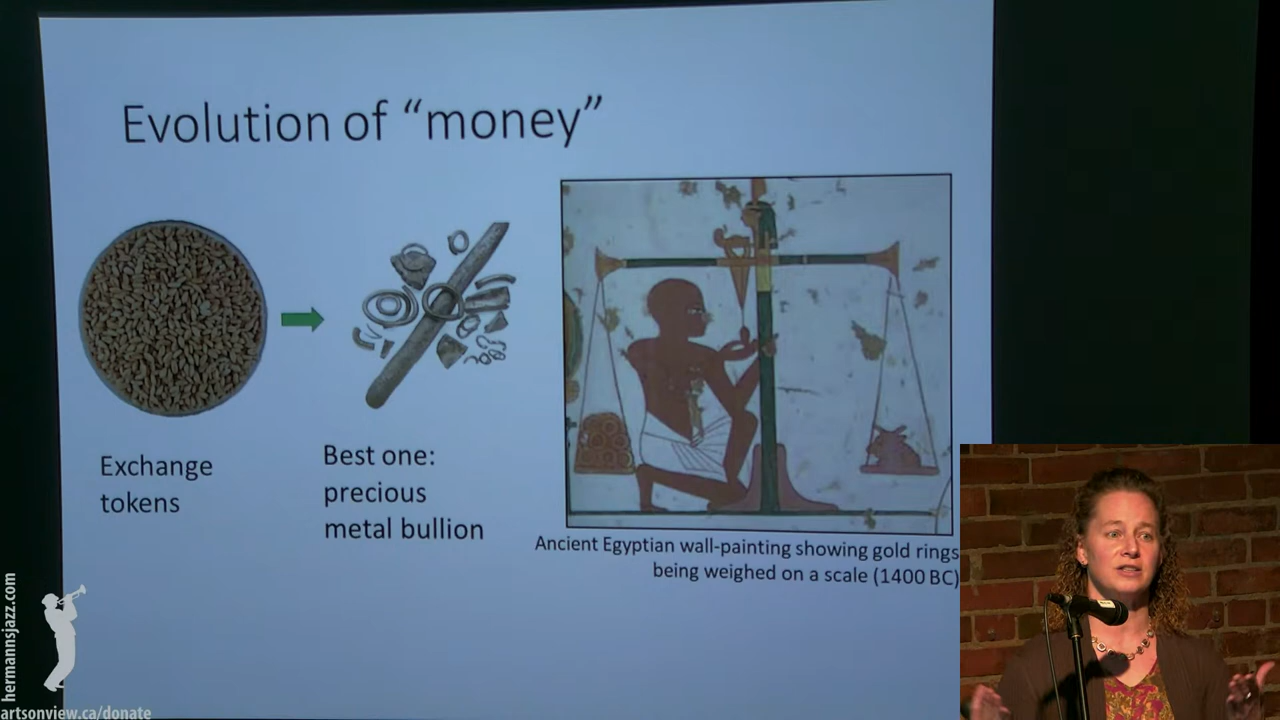 Evolution of “money”
Exchange
tokens
Best one:
precious
metal bullion
Ancient Egyptian wall-painting showing gold rings
being weighed on a scale (1400 BC)
hermannsjazz.com
artsonview.ca/donate